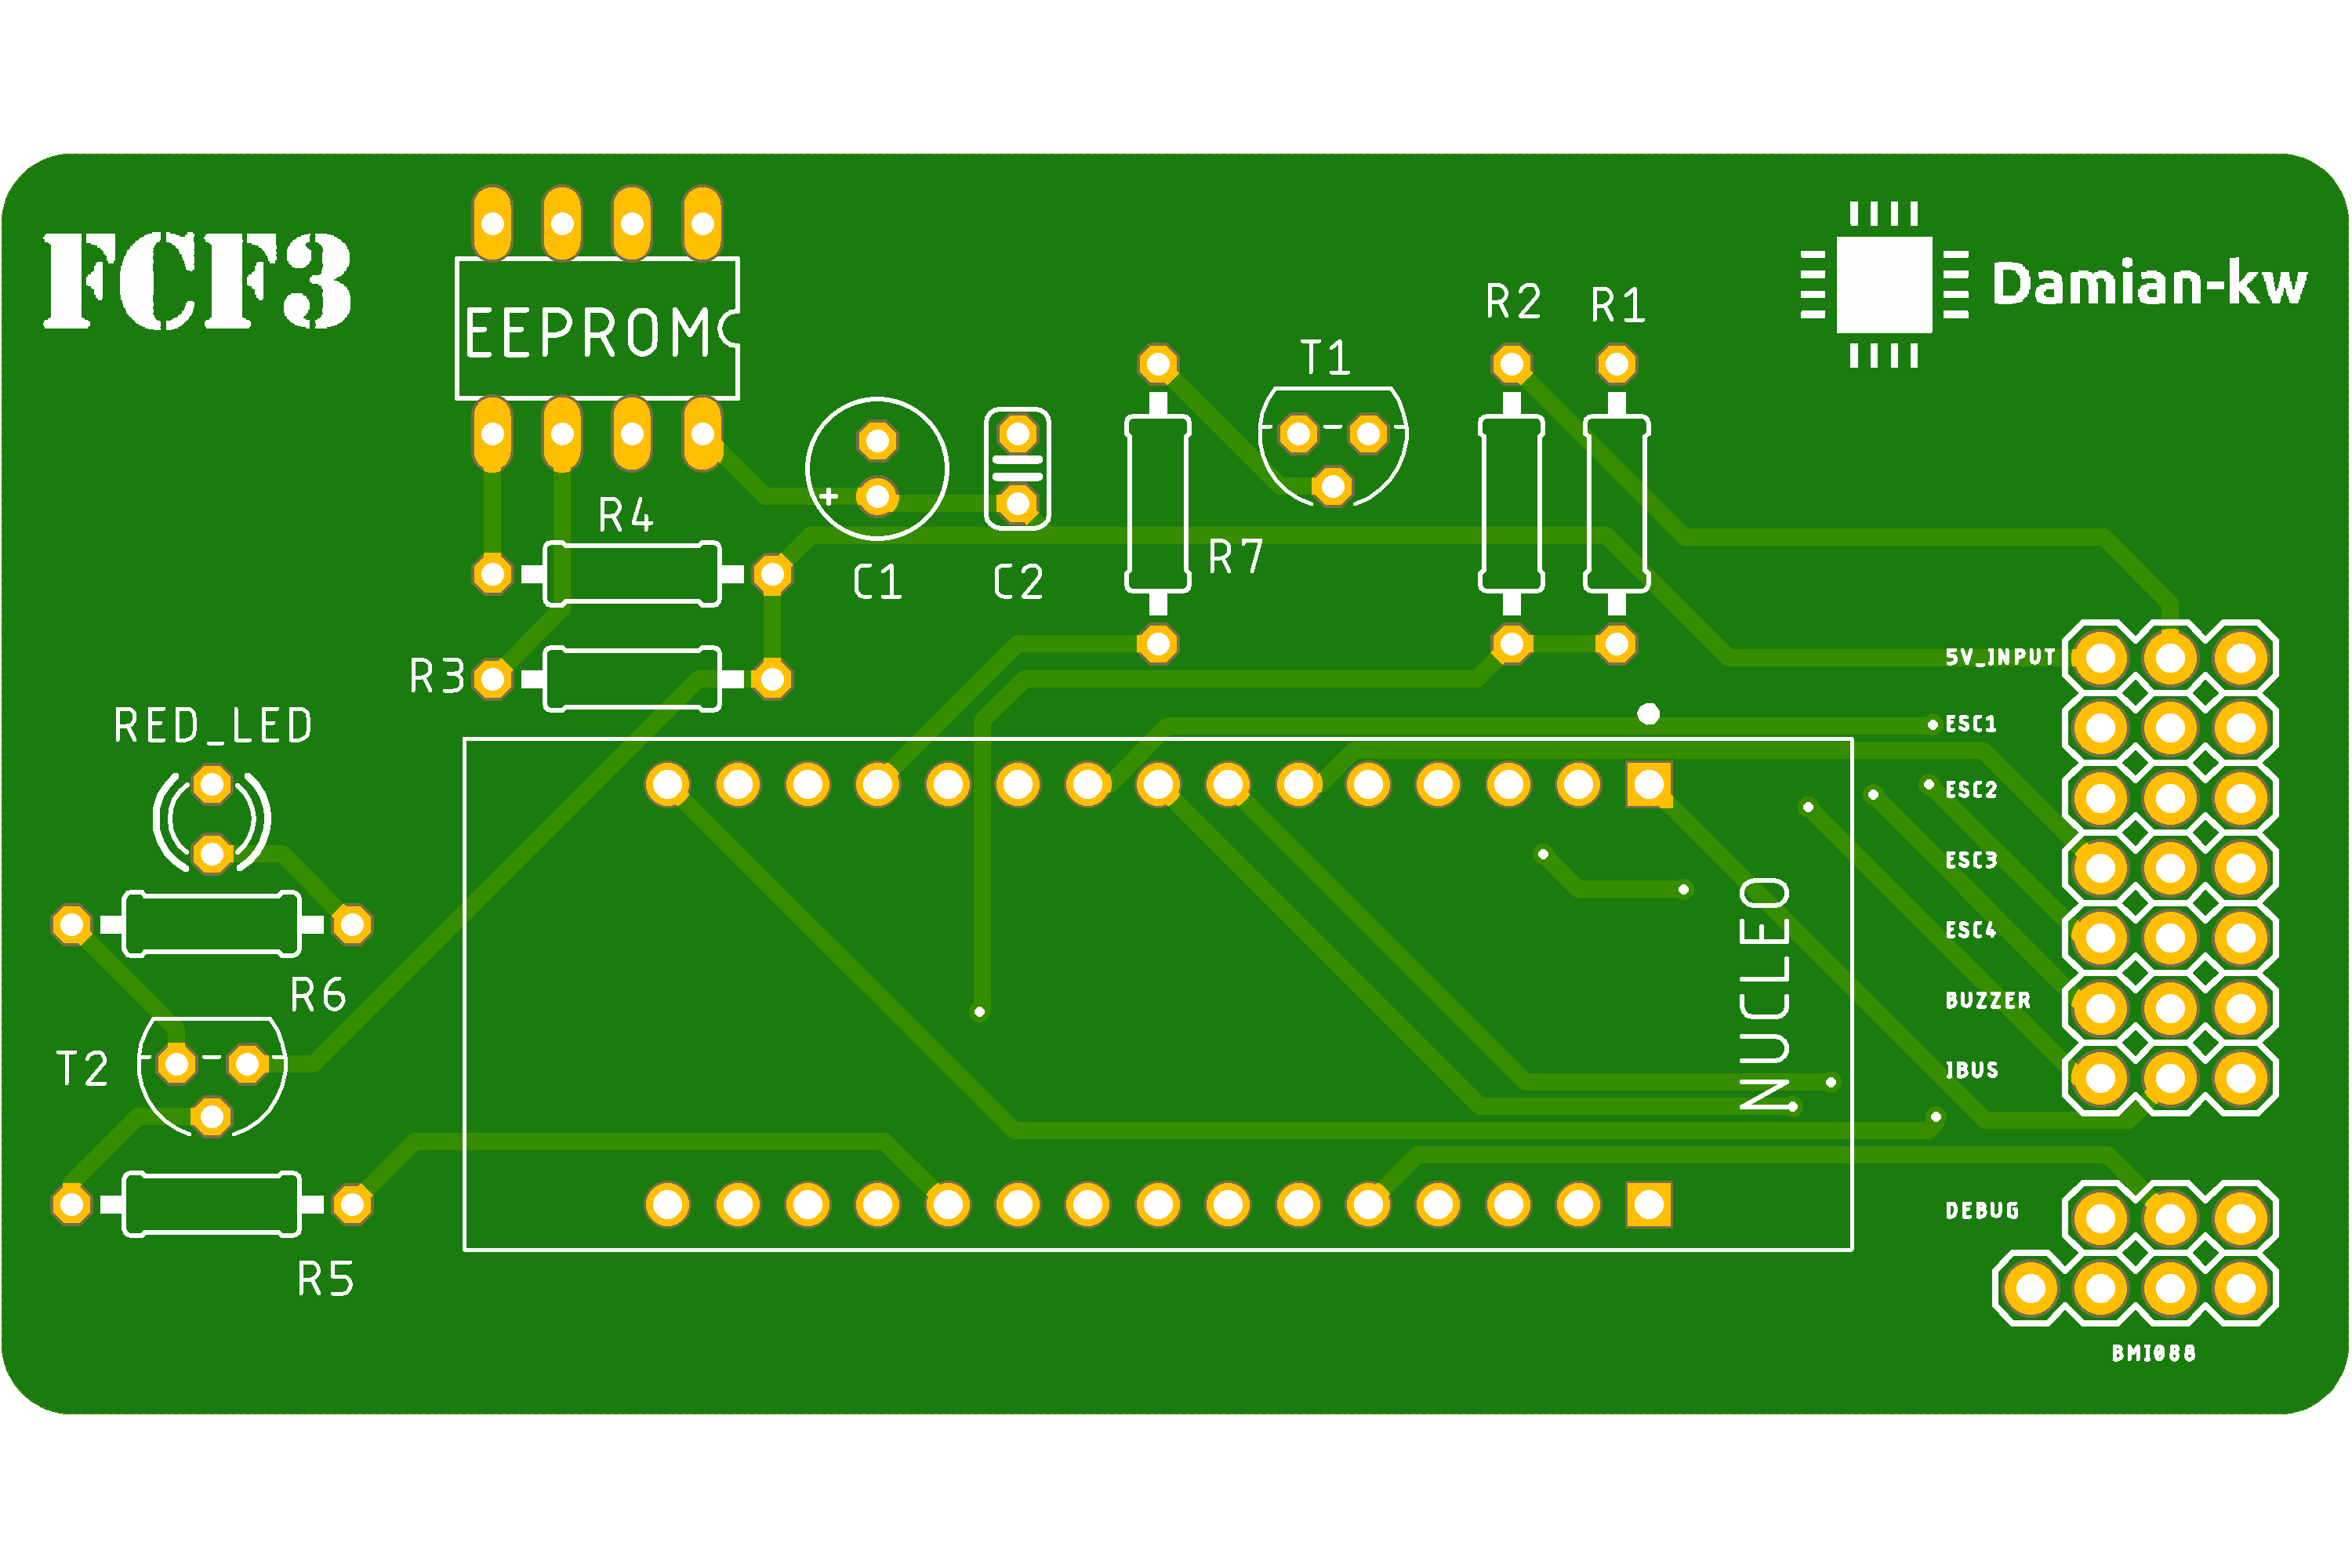 FCF3
Damian-kw
EEPROM
R2
R1
T1
R4
C1
C2
R7
R3
5V_INPUT
RED_LED
ESC1
ESC2
ESC3
NUCLEO
ESC4
R6
BUZZER
T2
IBUS
DEBUG
R5
BMI088